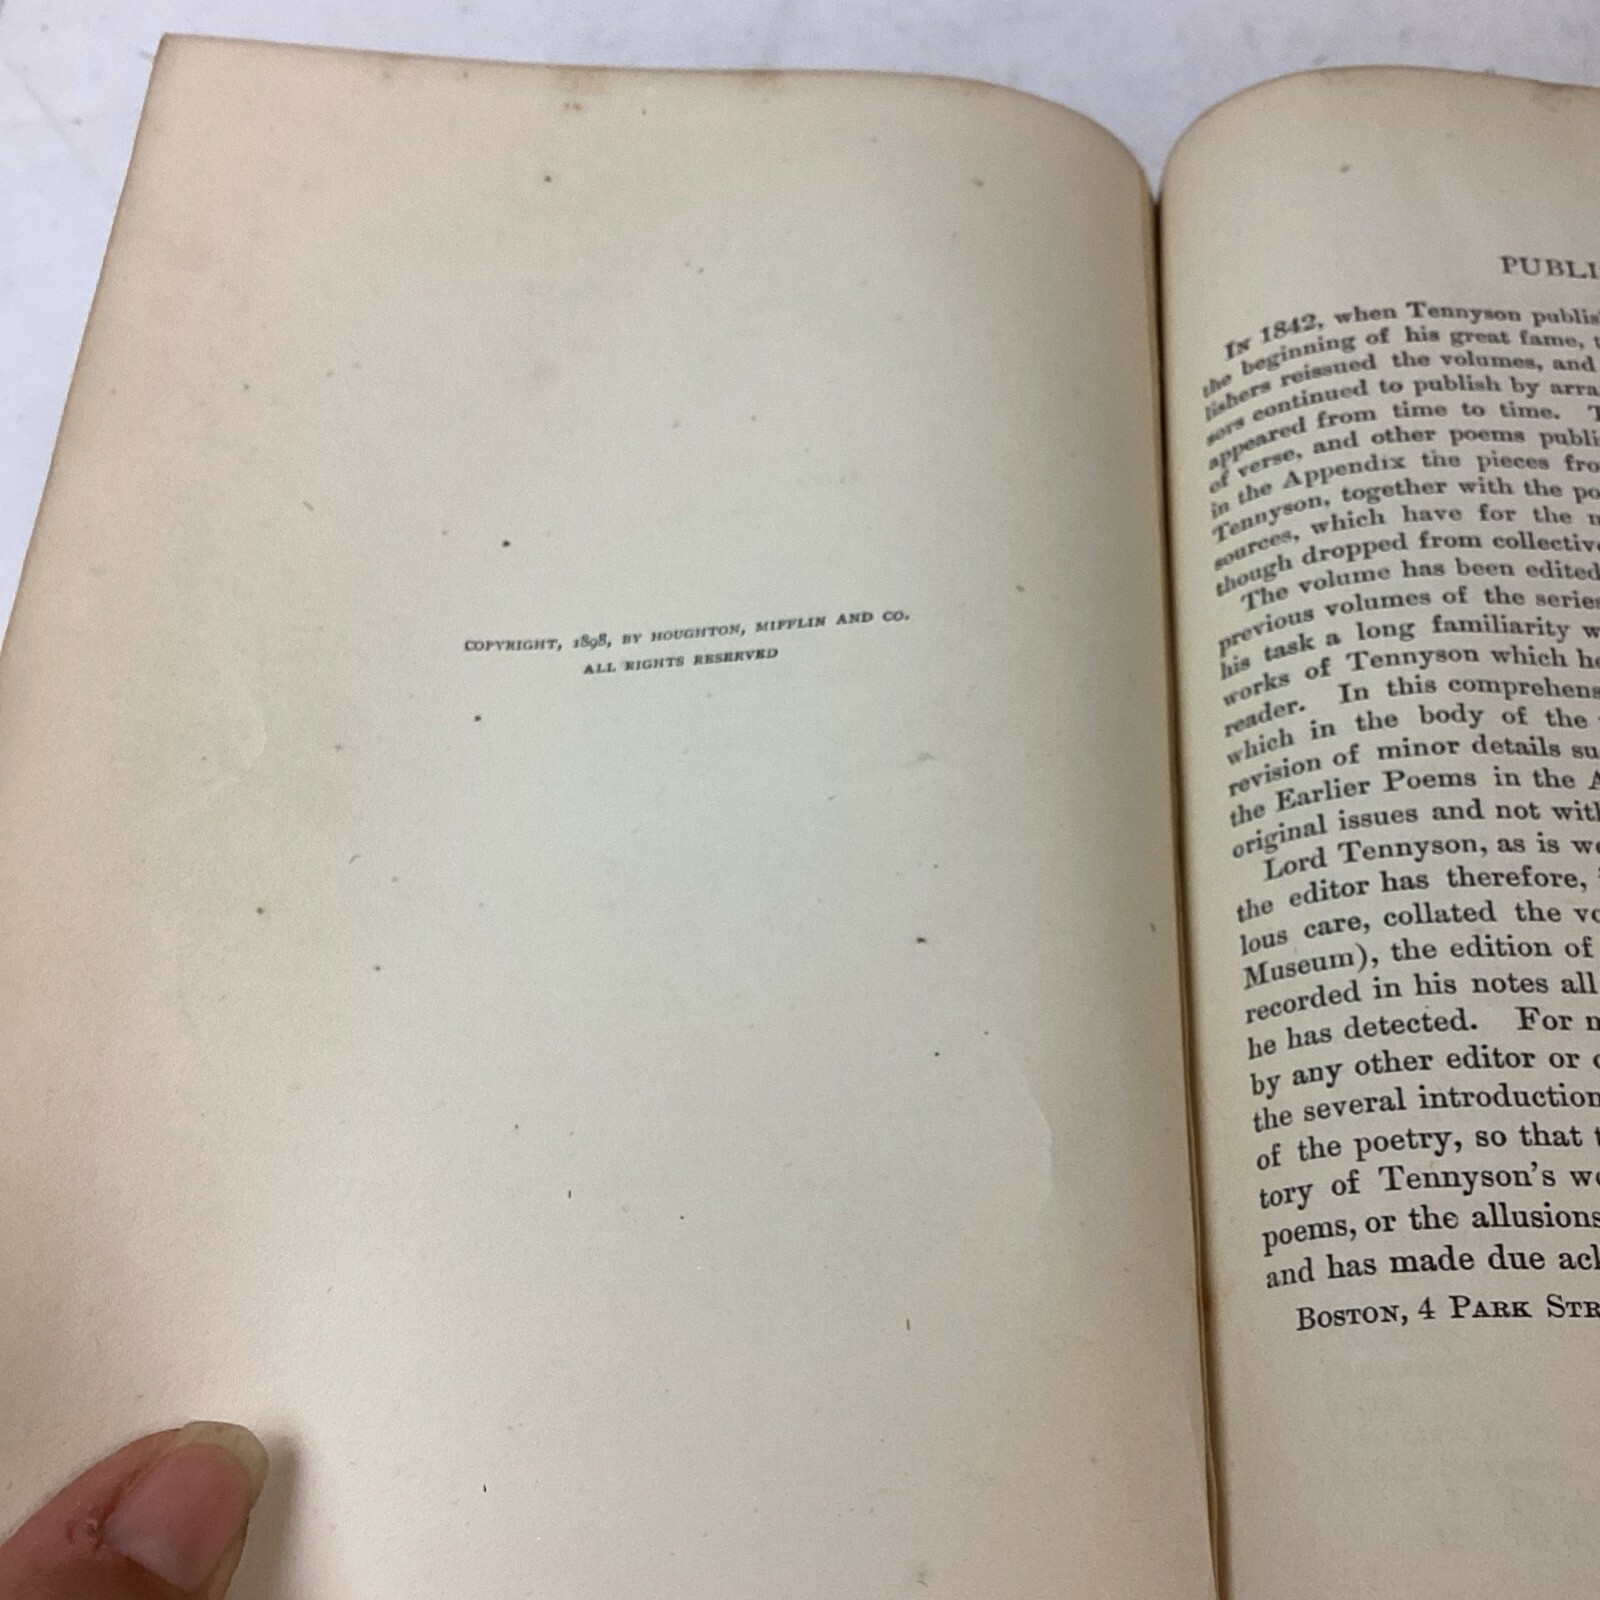 COPYRIGHT, 1898, BY HOUGHTON, MIFFLIN AND CO.
ALL RIGHTS RESERVED
PUBLI
In 1842, when Tennyson publis
the beginning of his great fame, t
lishers reissued the volumes, and
sors continued to publish by arra
appeared from time to time. T
of verse, and other poems publi
in the Appendix the pieces fro
Tennyson, together with the po
sources, which have for the m
though dropped from collectiv
The volume has been edited
previous volumes of the series
his task a long familiarity w
works of Tennyson which he
reader. In this comprehens
which in the body of the
revision of minor details su
the Earlier Poems in the A
original issues and not with
Lord Tennyson, as is we
the editor has therefore,
lous care, collated the vo
Museum), the edition of
recorded in his notes all
he has detected. For m
by any other editor or c
the several introduction
of the poetry, so that t
tory of Tennyson's wo
poems, or the allusions
and has made due ack
Boston, 4 Park Str